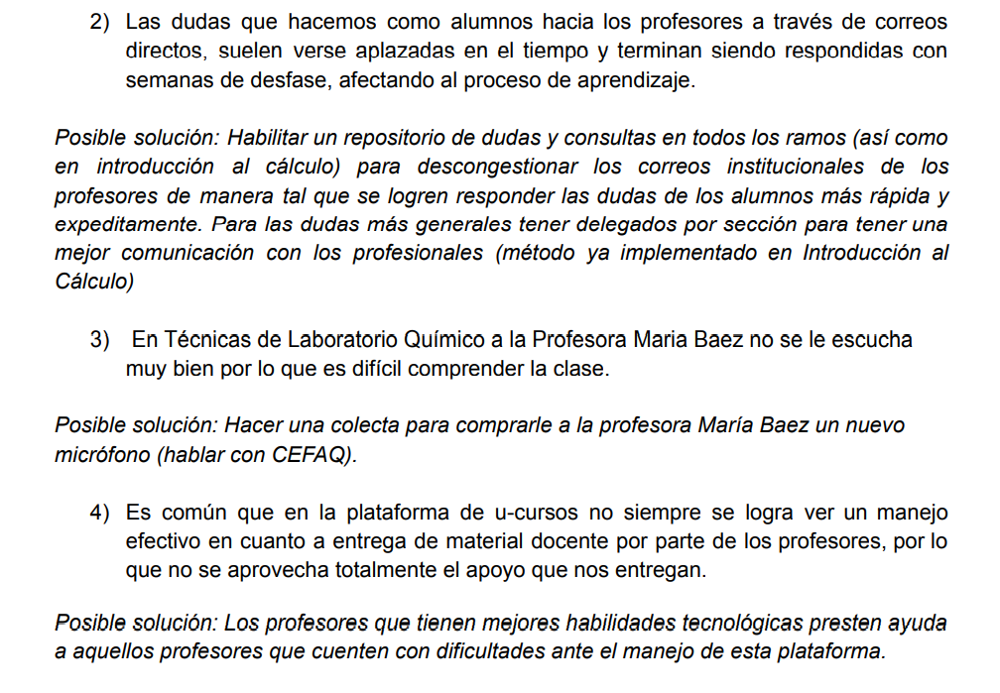 2) Las dudas que hacemos como alumnos hacia los profesores a través de correos
directos, suelen verse aplazadas en el tiempo y terminan siendo respondidas con
semanas de desfase, afectando al proceso de aprendizaje.
Posible solución: Habilitar un repositorio de dudas y consultas en todos los ramos (así como
en introducción al cálculo) para descongestionar los correos institucionales de los
profesores de manera tal que se logren responder las dudas de los alumnos más rápida y
expeditamente. Para las dudas más generales tener delegados por sección para tener una
mejor comunicación con los profesionales (método ya implementado en Introducción al
Cálculo)
3) En Técnicas de Laboratorio Químico a la Profesora Maria Baez no se le escucha
muy bien por lo que es difícil comprender la clase.
Posible solución: Hacer una colecta para comprarle a la profesora María Baez un nuevo
micrófono (hablar con CEFAQ).
4) Es común que en la plataforma de u-cursos no siempre se logra ver un manejo
efectivo en cuanto a entrega de material docente por parte de los profesores, por lo
que no se aprovecha totalmente el apoyo que nos entregan.
Posible solución: Los profesores que tienen mejores habilidades tecnológicas presten ayuda
a aquellos profesores que cuenten con dificultades ante el manejo de esta plataforma.